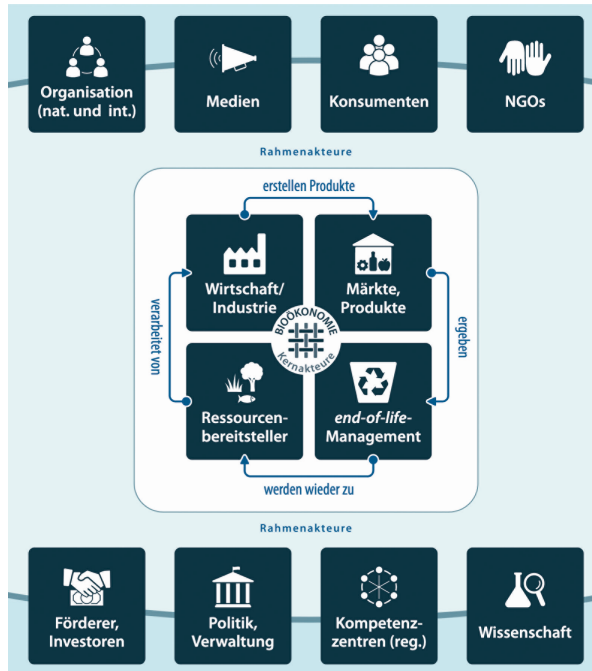 Organisation
(nat. und int.)
Medien
Konsumenten
NGOs
Rahmenakteure
erstellen Produkte
Wirtschaft/
Industrie
Märkte,
Produkte
verarbeitet von
BIOÖKONOMIE
Kernakteure
ergeben
Ressourcen-
bereitsteller
end-of-life-
Management
werden wieder zu
Rahmenakteure
Förderer,
Investoren
Politik,
Verwaltung
Kompetenz-
zentren (reg.)
Wissenschaft